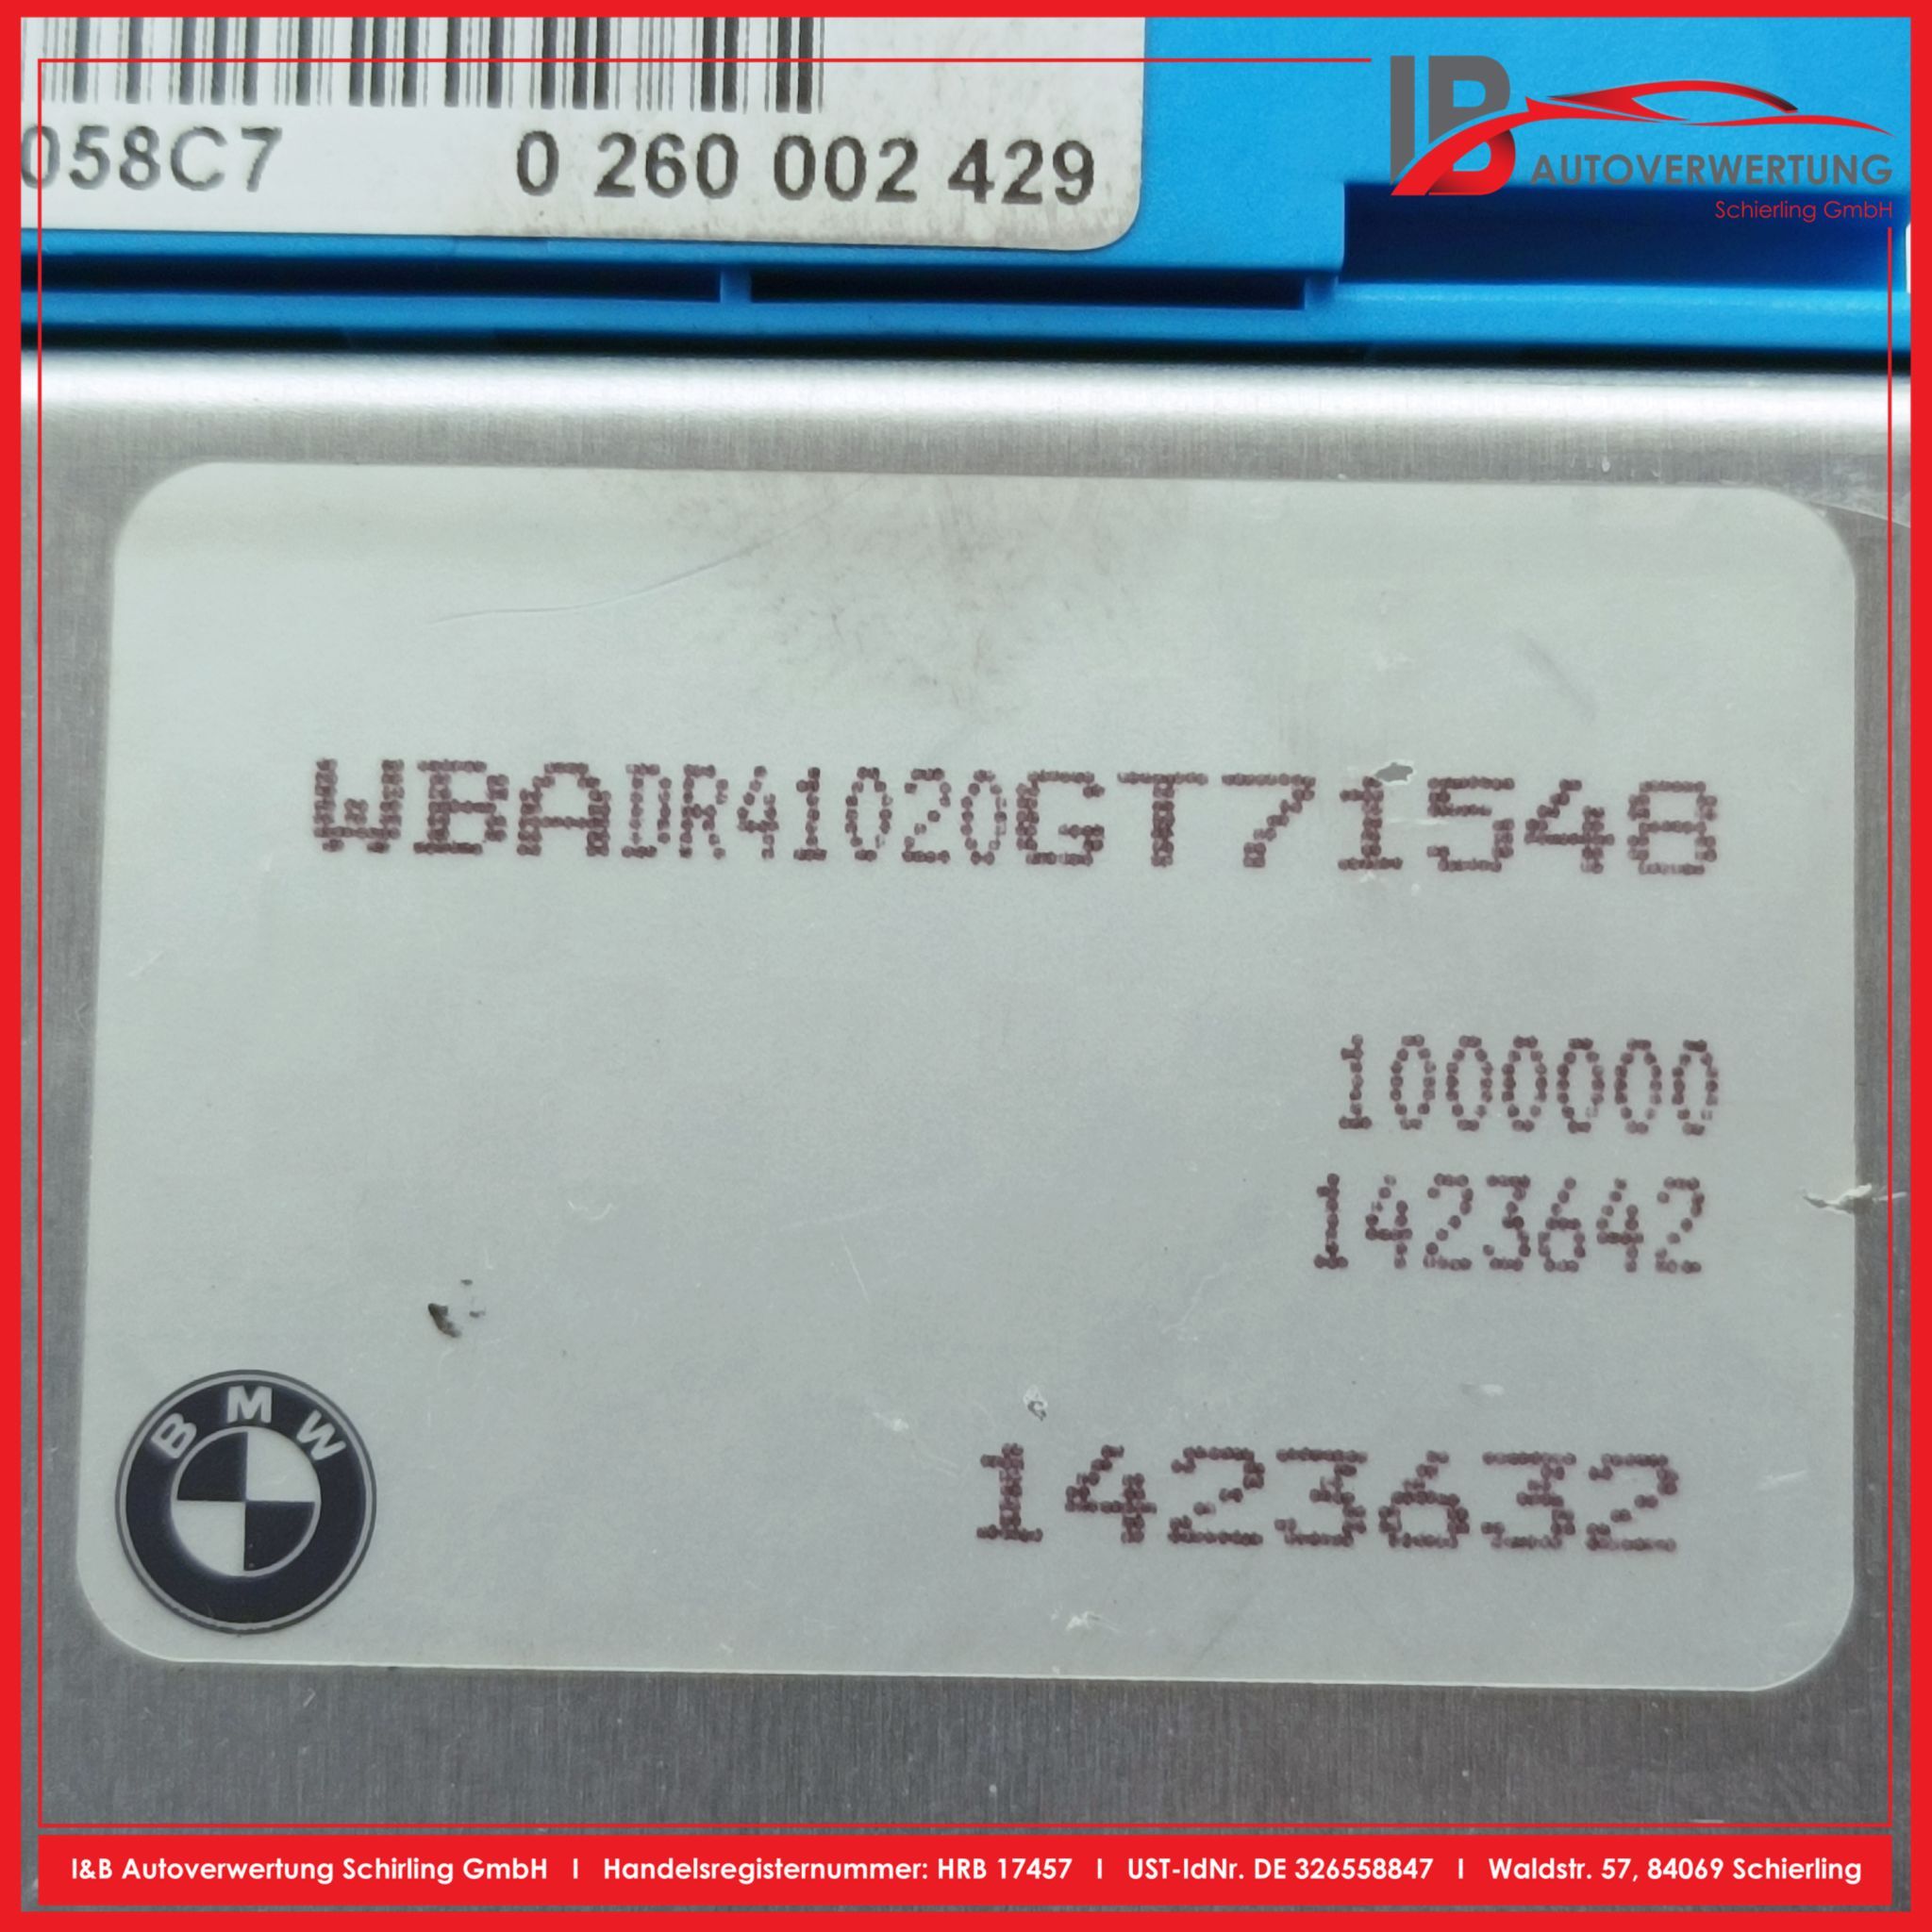 058C7 0 260 002 429
IB
AUTOVERWERTUNG
Schierling GmbH
WBADR41020GT71548
1000000
1423642
BMW
1423632
I&B Autoverwertung Schirling GmbH I Handelsregisternummer: HRB 17457 I UST-IdNr. DE 326558847 I Waldstr. 57, 84069 Schierling